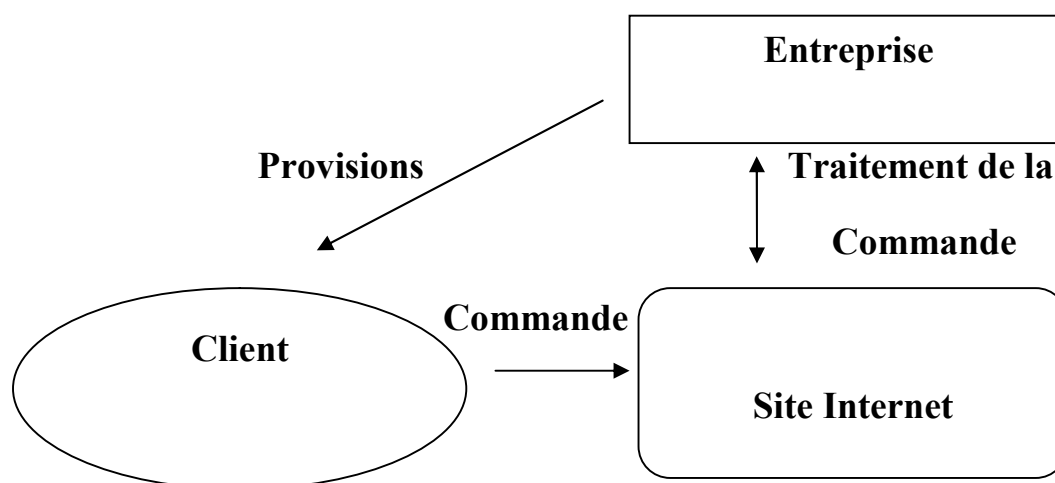 Entreprise
Provisions
Traitement de la
Commande
Commande
Client
Site Internet